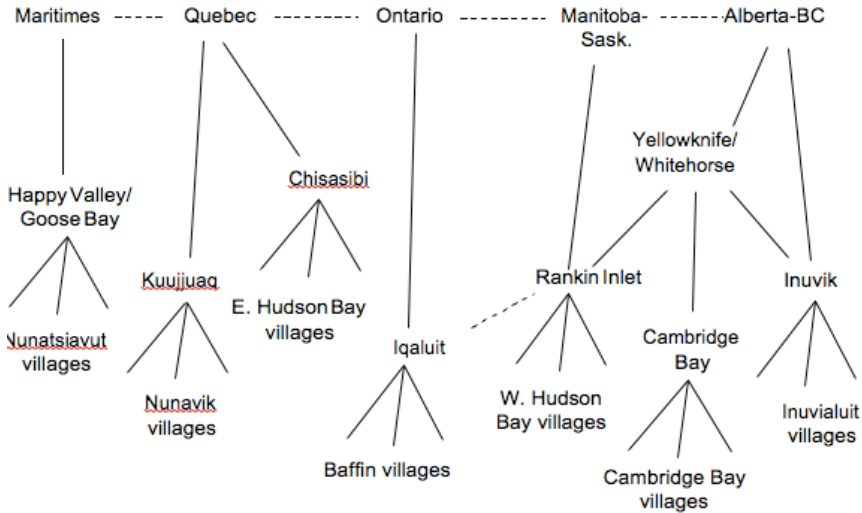 Maritimes
Quebec
Ontario
Manitoba-
Sask.
Alberta-BC
Yellowknife/
Whitehorse
Happy Valley/
Goose Bay
Chisasibi
Kuujjuaq
E. Hudson Bay
villages
Rankin Inlet
Inuvik
Nunatsiavut
villages
Iqaluit
Cambridge
Bay
Nunavik
villages
W. Hudson
Bay villages
Inuvialuit
villages
Baffin villages
Cambridge Bay
villages